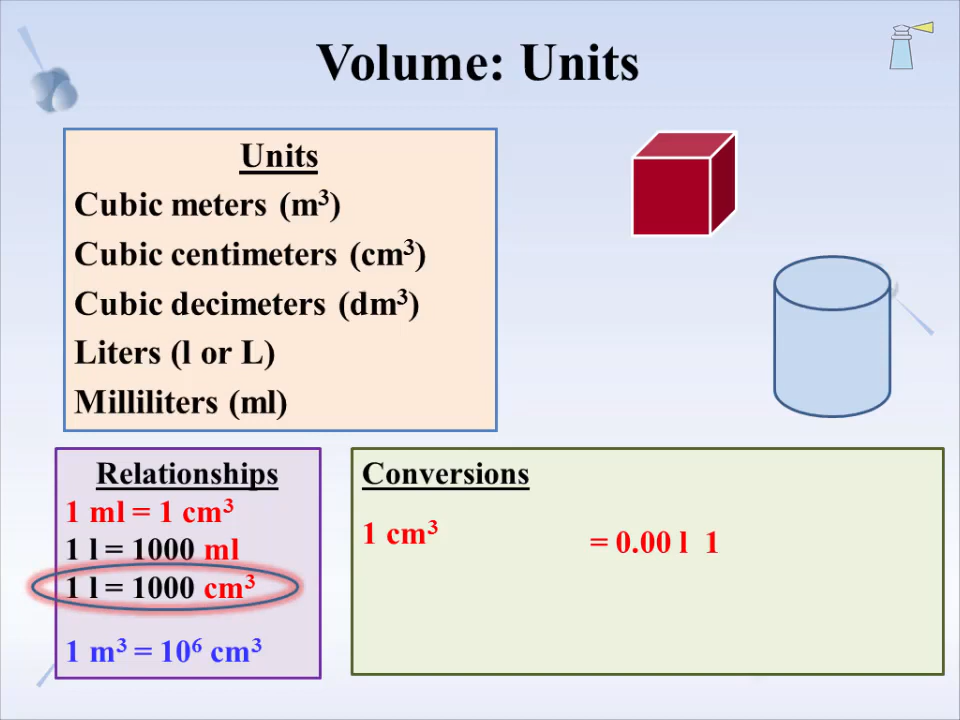 Volume: Units
Units
Cubic meters (m³)
Cubic centimeters (cm³)
Cubic decimeters (dm³)
Liters (l or L)
Milliliters (ml)
Relationships
1 ml = 1 cm³
1 l = 1000 ml
1 l = 1000 cm³
1 m³ = 10⁶ cm³
Conversions
1 cm³ = 0.00 l 1